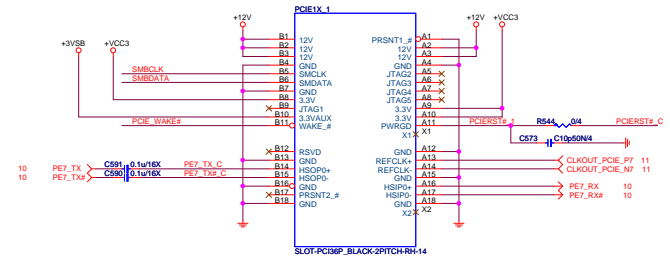 PCIE1X_1
+12V
+12V
+VCC3
+3VSB
+VCC3
B1 12V PRSNT1_# A1
B2 12V 12V A2
B3 12V 12V A3
B4 GND GND A4
SMBCLK B5 SMCLK JTAG2 A5
SMBDATA B6 SMDATA JTAG3 A6
B7 GND JTAG4 A7
B8 3.3V JTAG5 A8
B9 JTAG1 3.3V A9
B10 3.3VAUX 3.3V A10
PCIE_WAKE# B11 WAKE_# PWRGD A11 PCIERST#_1 R544 0/4 PCIERST#_C
X1 X1
C573 C10p50N/4
B12 RSVD GND A12
B13 GND REFCLK+ A13 CLKOUT_PCIE_P7 11
10 PE7_TX C591 0.1u/16X PE7_TX_C B14 HSOP0+ REFCLK- A14 CLKOUT_PCIE_N7 11
10 PE7_TX# C590 0.1u/16X PE7_TX#_C B15 HSOP0- GND A15
B16 GND HSIP0+ A16 PE7_RX 10
B17 PRSNT2_# HSIP0- A17 PE7_RX# 10
B18 GND GND A18
X2 X2
SLOT-PCI36P_BLACK-2PITCH-RH-14